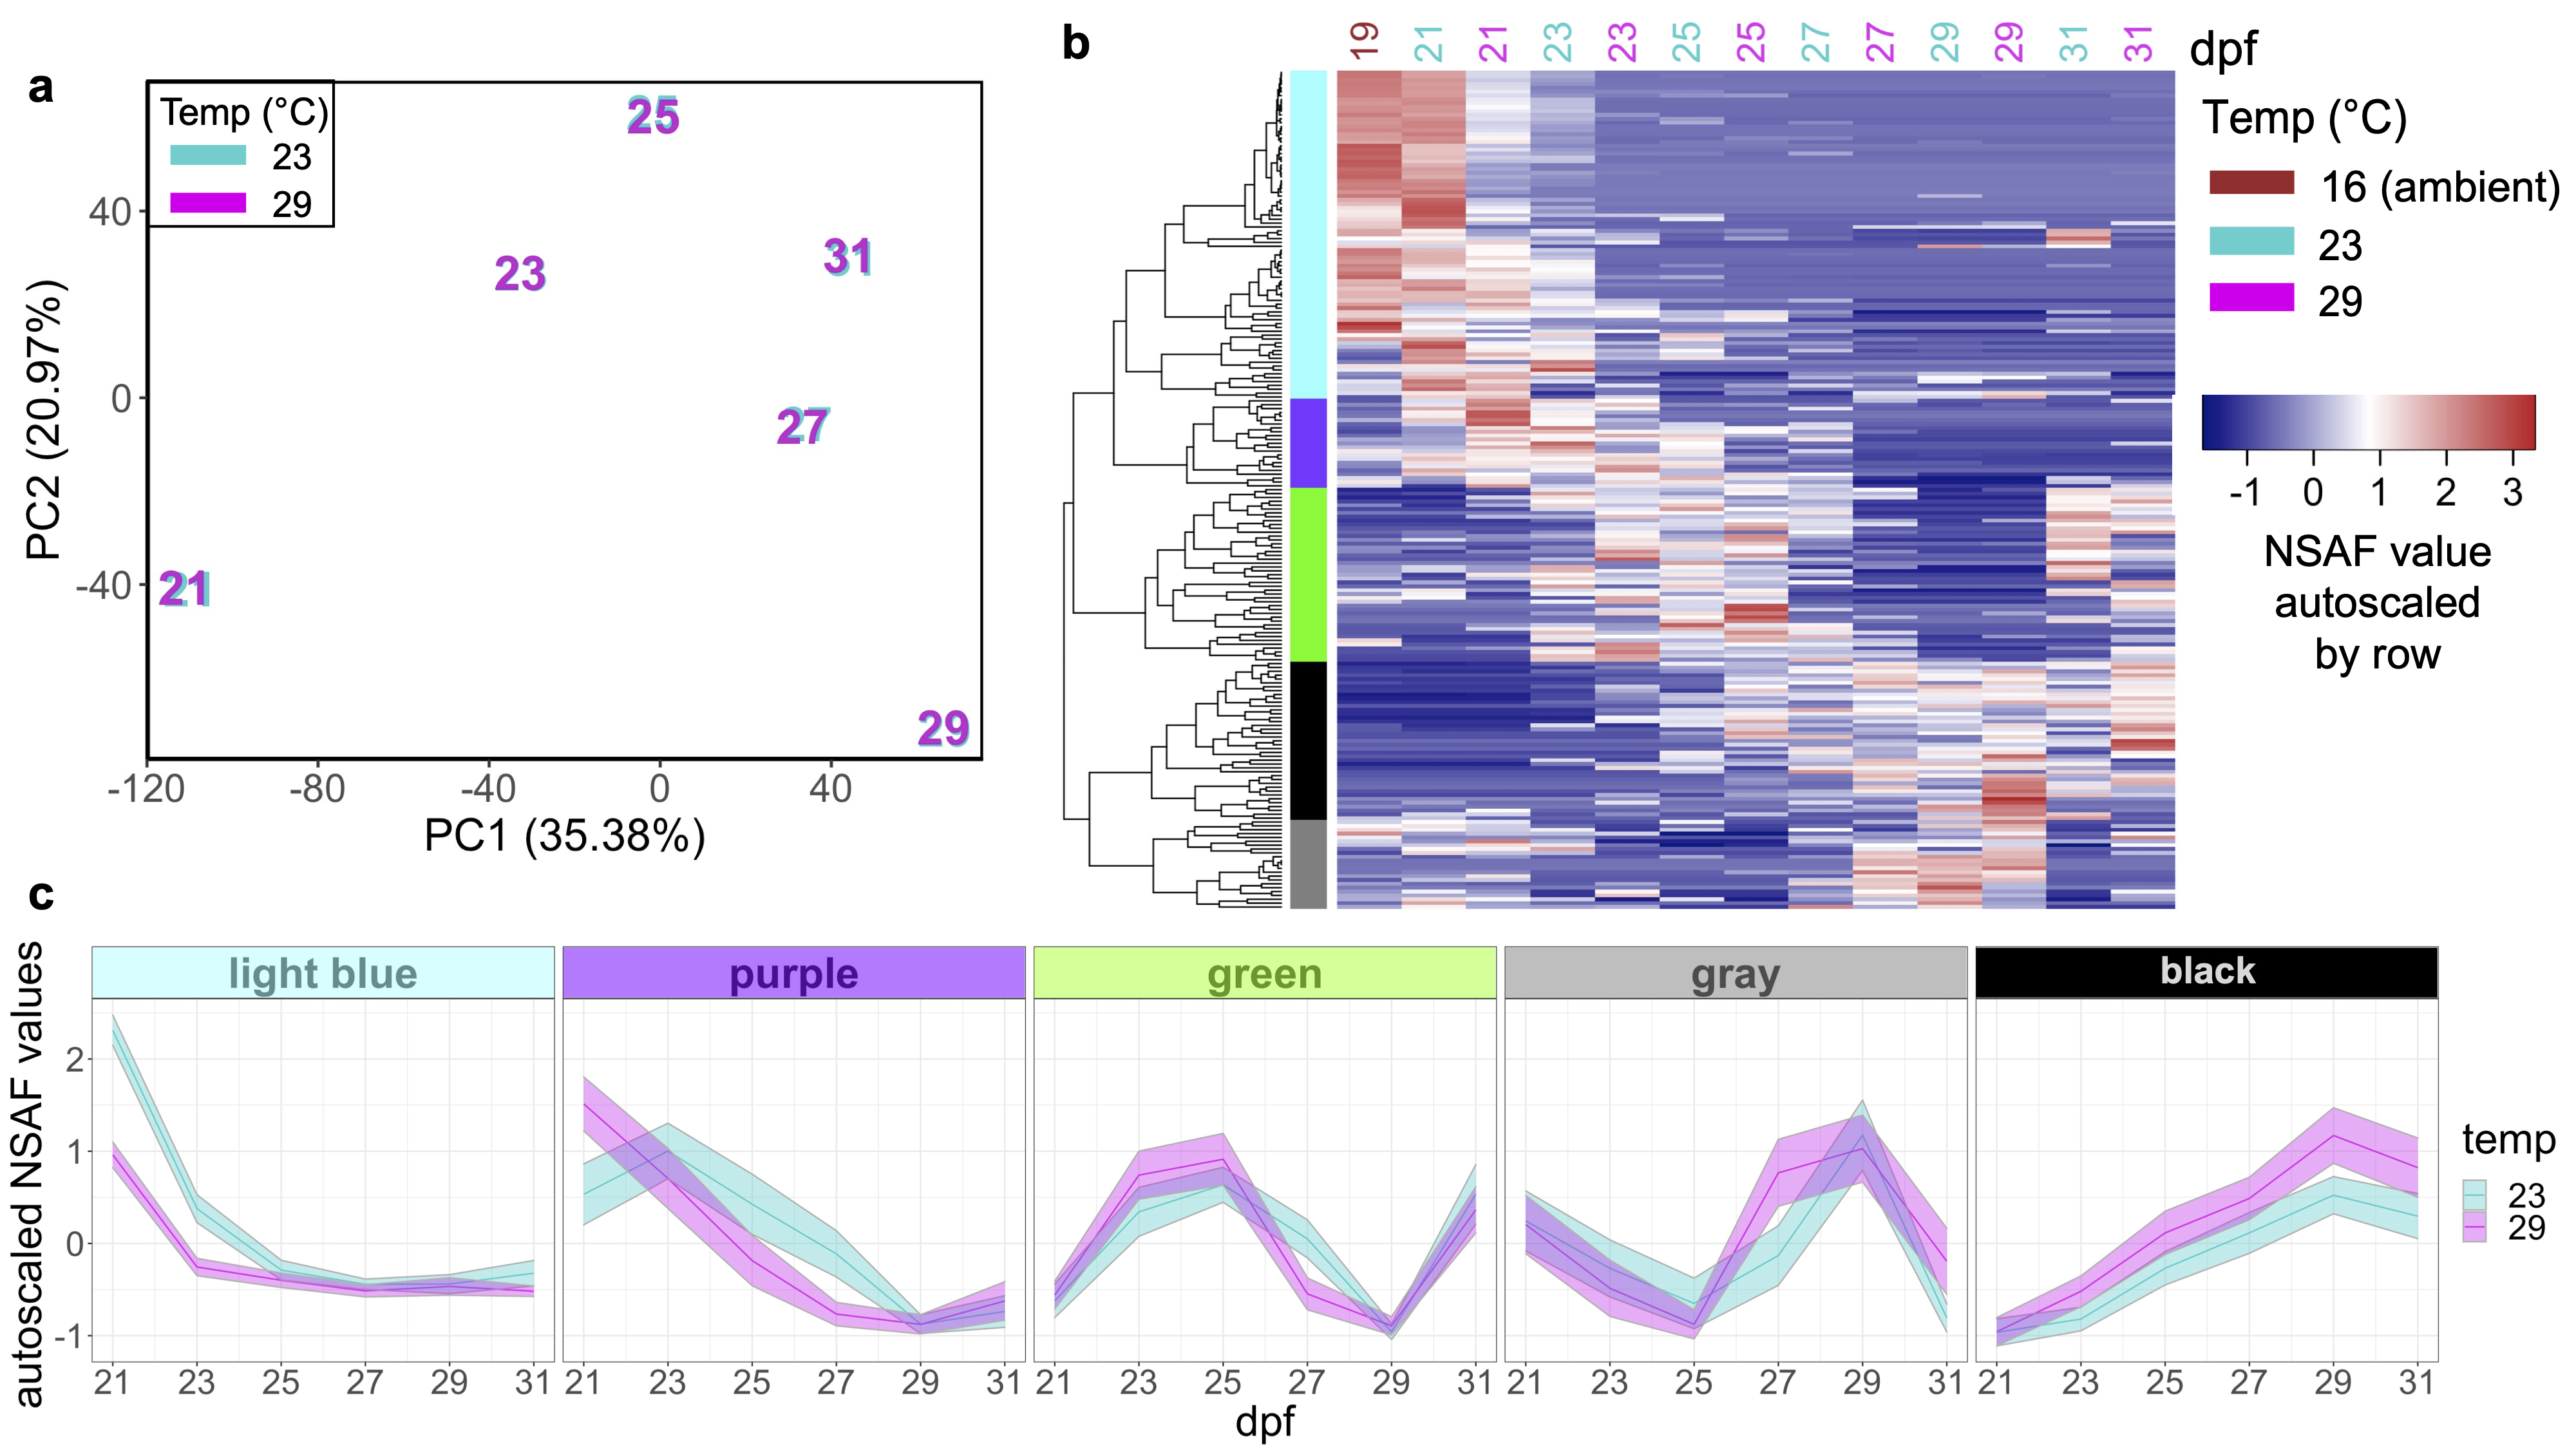 a
Temp (°C)
23
29
25
23
31
27
21
29
40
0
-40
-120 -80 -40 0 40
PC1 (35.38%)
PC2 (20.97%)
b
19 21 21 23 23 25 25 27 27 29 29 31 31 dpf
Temp (°C)
16 (ambient)
23
29
-1 0 1 2 3
NSAF value
autoscaled
by row
c
autoscaled NSAF values
light blue purple green gray black
2
1
0
-1
21 23 25 27 29 31 21 23 25 27 29 31 21 23 25 27 29 31 21 23 25 27 29 31 21 23 25 27 29 31
dpf
temp
23
29